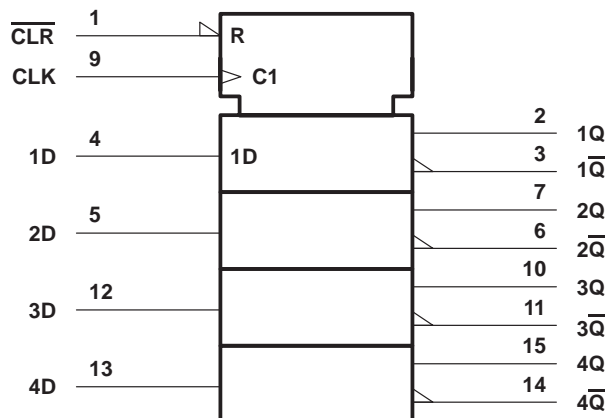 CLR 1 R
CLK 9 C1
2 1Q
1D 4 1D
3 1Q̅
7 2Q
2D 5
6 2Q̅
10 3Q
3D 12
11 3Q̅
15 4Q
4D 13
14 4Q̅